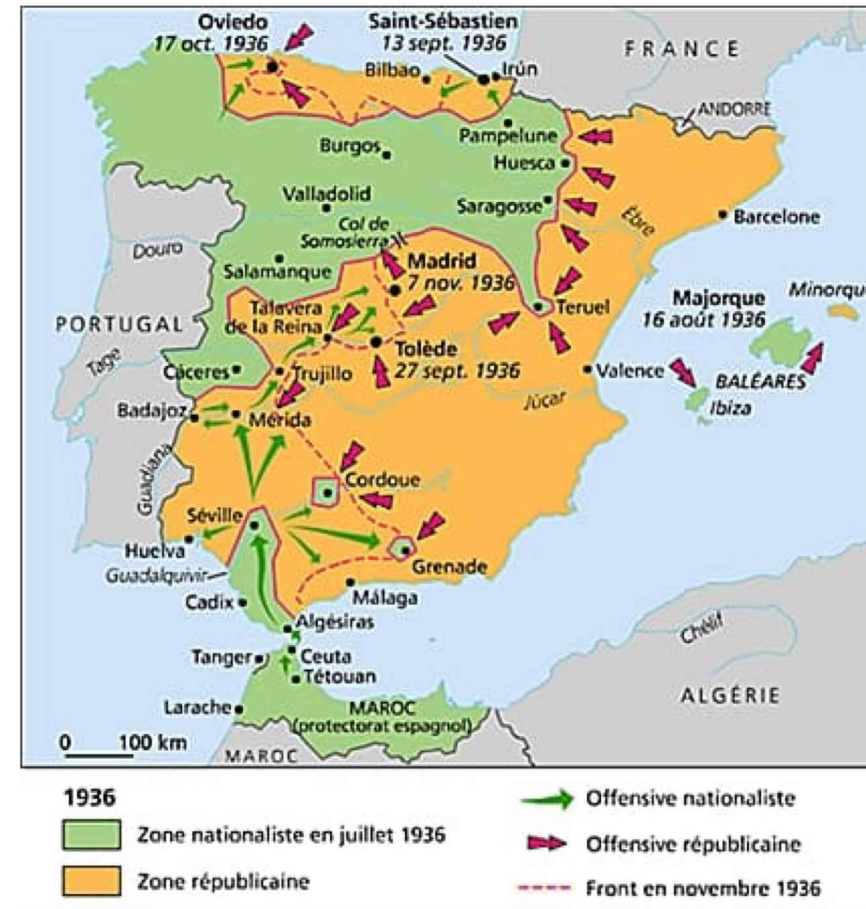 Oviedo
17 oct. 1936
Saint-Sébastien
13 sept. 1936
FRANCE
Bilbao
Irún
ANDORRE
Pampelune
Burgos
Huesca
Valladolid
Saragosse
Èbre
Barcelone
Col de
Somosierra
Douro
Salamanque
Madrid
7 nov. 1936
Teruel
Majorque
16 août 1936
Minorqu
Talavera
de la Reina
PORTUGAL
Tolède
27 sept. 1936
Tage
Cáceres
Trujillo
Valence
BALÉARES
Ibiza
Badajoz
Mérida
Júcar
Guadiana
Cordoue
Séville
Huelva
Grenade
Guadalquivir
Cadix
Málaga
Algésiras
Chélif
Tanger
Ceuta
Tétouan
ALGÉRIE
Larache
MAROC
(protectorat espagnol)
0 100 km
MAROC
1936
Zone nationaliste en juillet 1936
Zone républicaine
Offensive nationaliste
Offensive républicaine
Front en novembre 1936